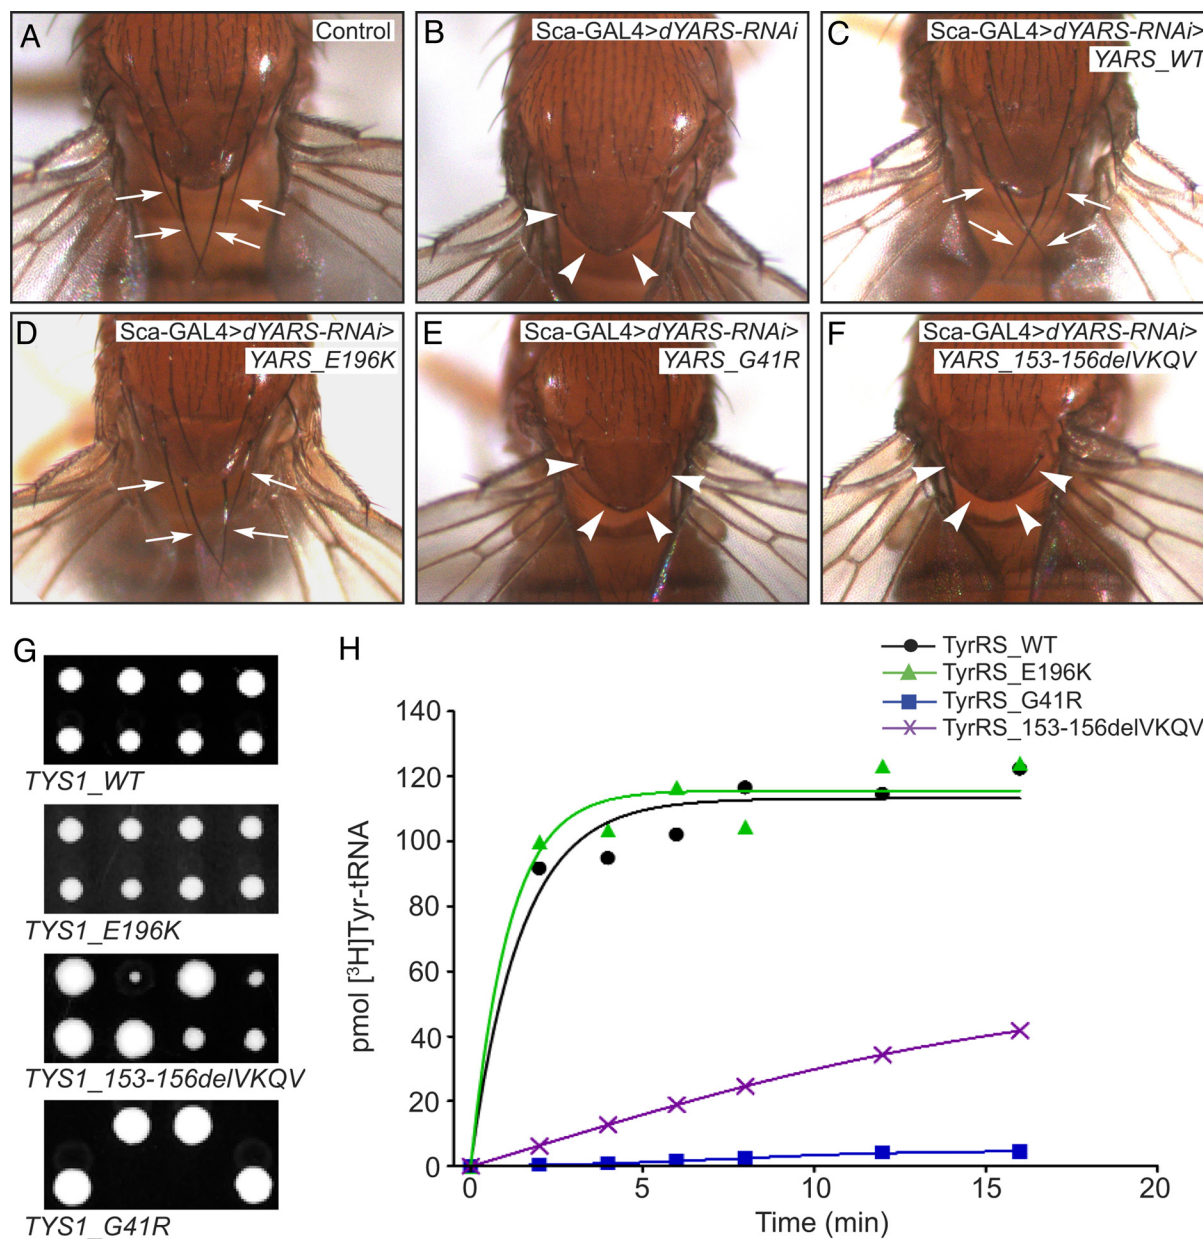 A
Control
B
Sca-GAL4>dYARS-RNAi
C
Sca-GAL4>dYARS-RNAi>
YARS_WT
D
Sca-GAL4>dYARS-RNAi>
YARS_E196K
E
Sca-GAL4>dYARS-RNAi>
YARS_G41R
F
Sca-GAL4>dYARS-RNAi>
YARS_153-156delVKQV
G
TYS1_WT
TYS1_E196K
TYS1_153-156delVKQV
TYS1_G41R
H
TyrRS_WT
TyrRS_E196K
TyrRS_G41R
TyrRS_153-156delVKQV
pmol [³H]Tyr-tRNA
140
120
100
80
60
40
20
0
0 5 10 15 20
Time (min)